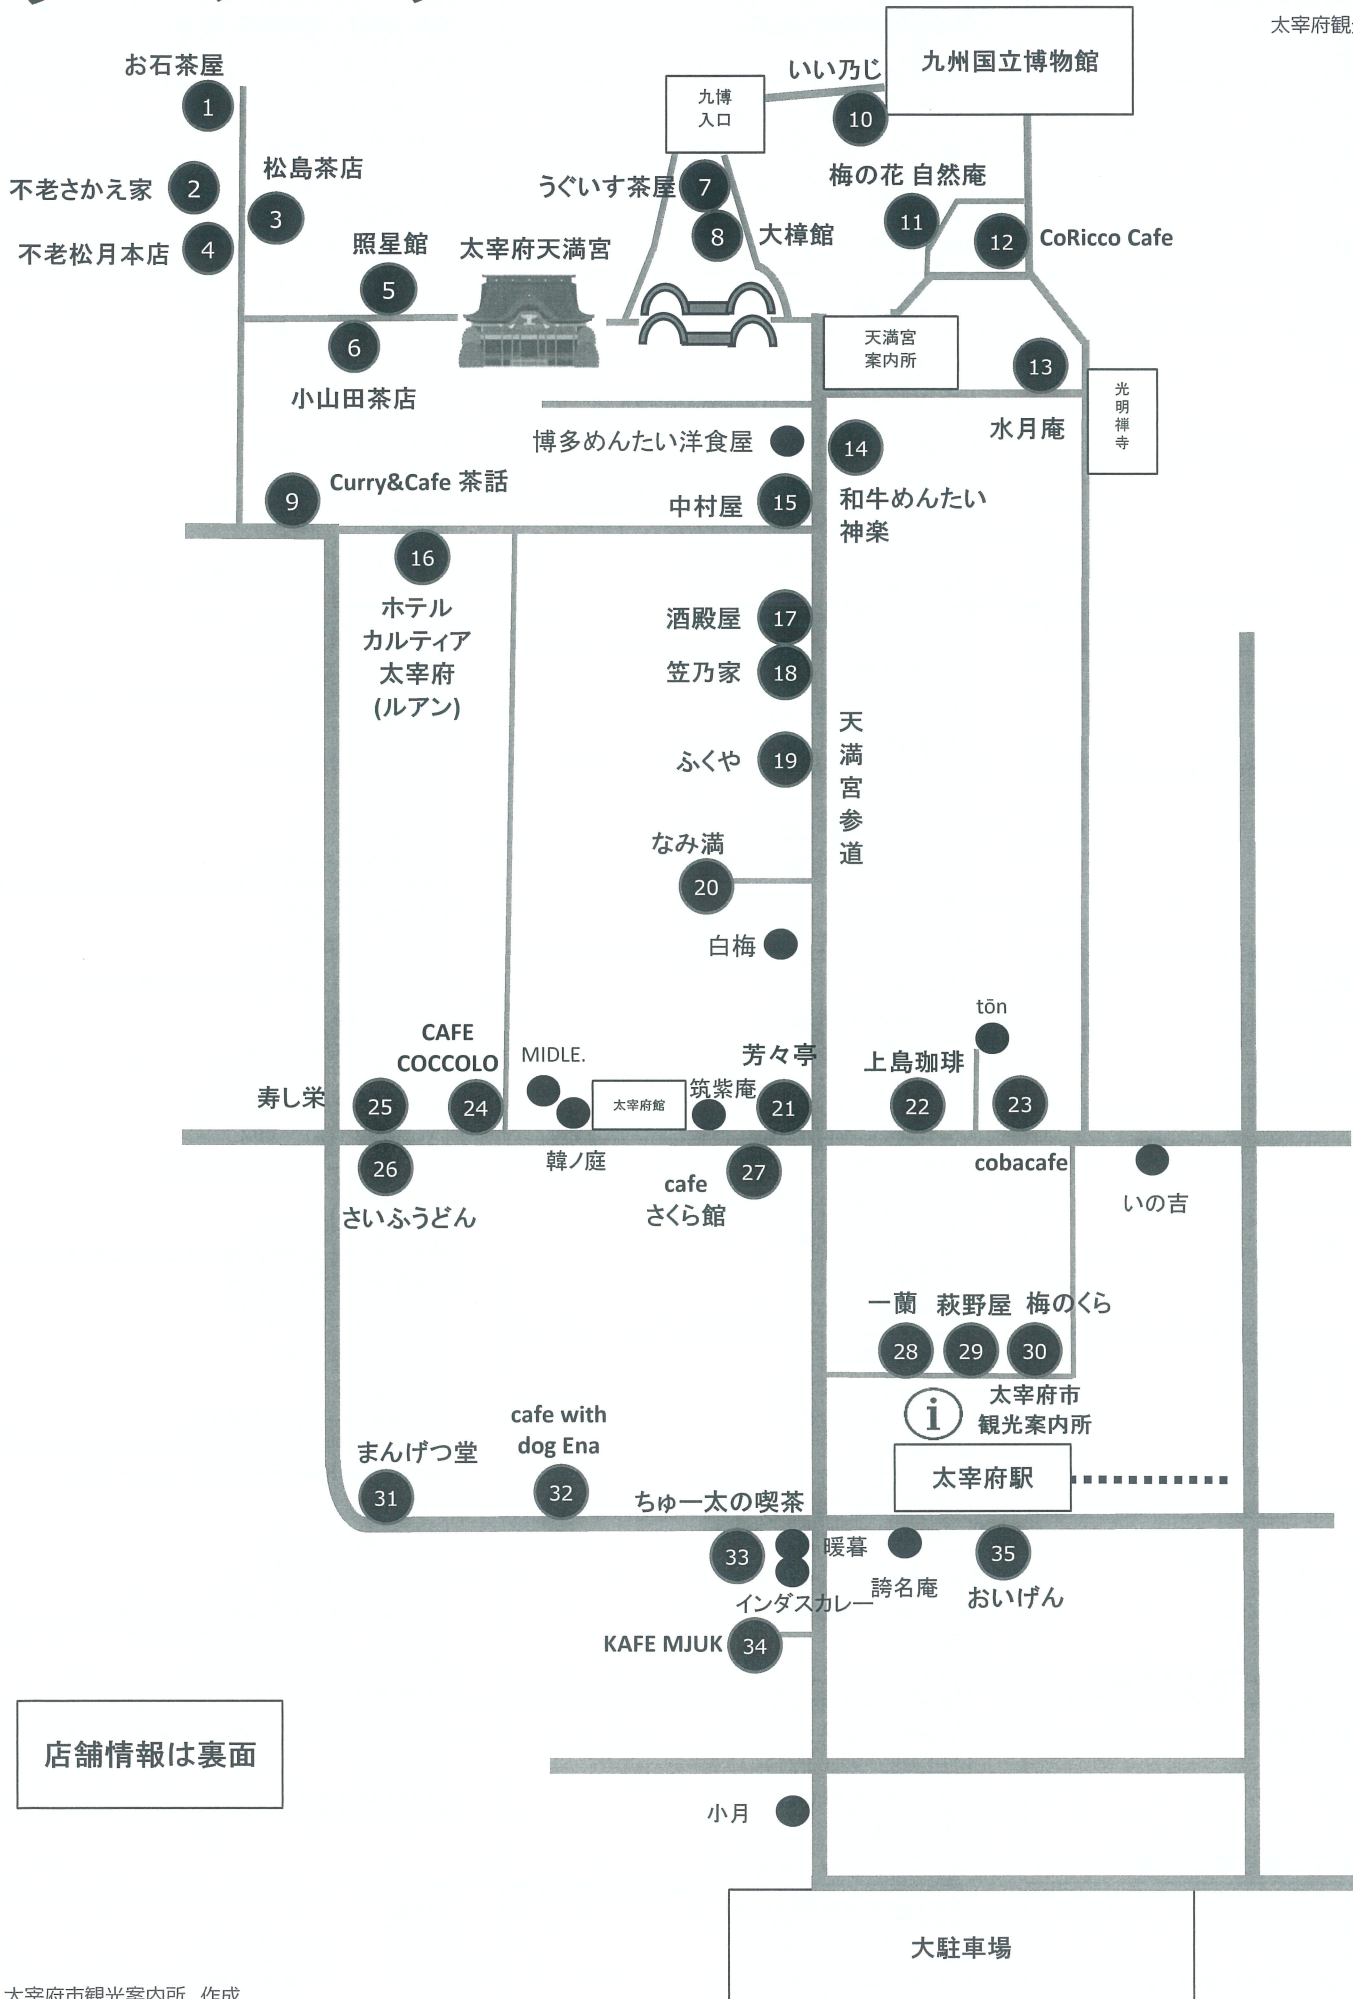 太宰府観
お石茶屋
1
不老さかえ家
2
松島茶店
3
不老松月本店
4
照星館
5
6
小山田茶店
太宰府天満宮
九博
入口
いい乃じ
10
九州国立博物館
うぐいす茶屋
7
8
大樟館
梅の花 自然庵
11
12
CoRicco Cafe
天満宮
案内所
13
水月庵
光
明
禅
寺
博多めんたい洋食屋
14
和牛めんたい
神楽
9
Curry&Cafe 茶話
中村屋
15
16
ホテル
カルティア
太宰府
(ルアン)
酒殿屋
17
笠乃家
18
ふくや
19
天
満
宮
参
道
なみ満
20
白梅
tōn
CAFE
COCCOLO
24
MIDLE.
太宰府館
筑紫庵
芳々亭
21
上島珈琲
22
23
cobacafe
寿し栄
25
26
さいふうどん
韓ノ庭
cafe
さくら館
27
いの吉
一蘭
萩野屋
梅のくら
28
29
30
i
太宰府市
観光案内所
太宰府駅
まんげつ堂
31
cafe with
dog Ena
32
ちゅー太の喫茶
33
暖暮
インダスカレー
誇名庵
35
おいげん
KAFE MJUK
34
店舗情報は裏面
小月
大駐車場
太宰府市観光案内所 作成